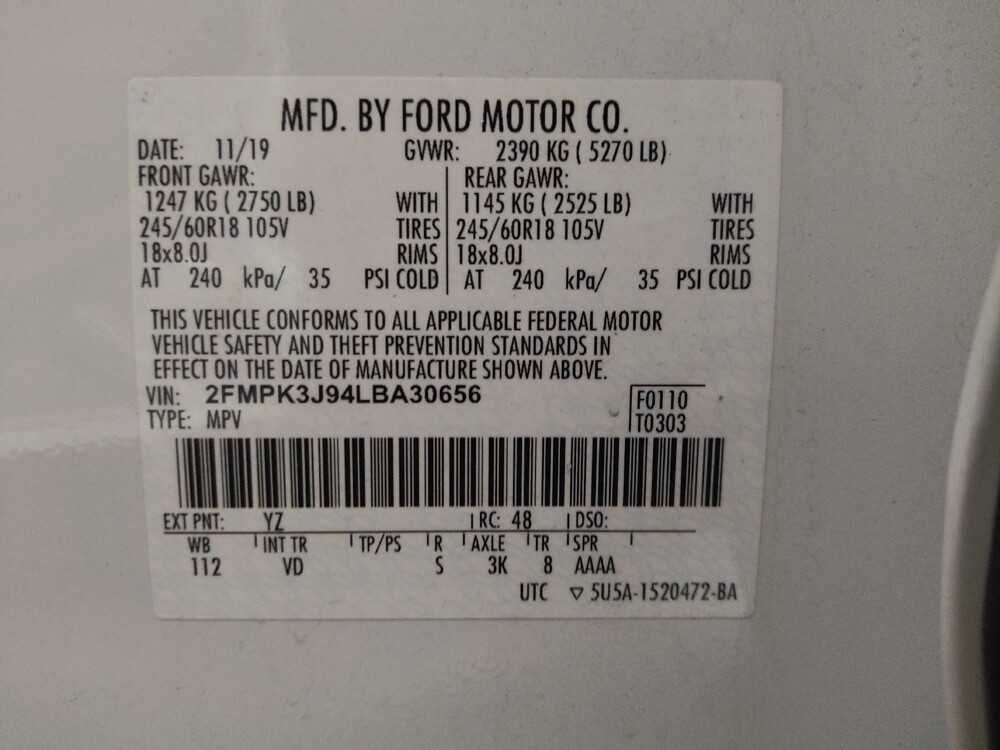 MFD. BY FORD MOTOR CO.
DATE: 11/19 GVWR: 2390 KG ( 5270 LB)
FRONT GAWR: REAR GAWR:
1247 KG ( 2750 LB) WITH 1145 KG ( 2525 LB) WITH
245/60R18 105V TIRES 245/60R18 105V TIRES
18x8.0J RIMS 18x8.0J RIMS
AT 240 kPa/ 35 PSI COLD AT 240 kPa/ 35 PSI COLD
THIS VEHICLE CONFORMS TO ALL APPLICABLE FEDERAL MOTOR
VEHICLE SAFETY AND THEFT PREVENTION STANDARDS IN
EFFECT ON THE DATE OF MANUFACTURE SHOWN ABOVE.
VIN: 2FMPK3J94LBA30656 F0110
TYPE: MPV T0303
EXT PNT: YZ RC: 48 DSO:
WB INT TR TP/PS R AXLE TR SPR
112 VD S 3K 8 AAAA
UTC ▽ 5U5A-1520472-BA